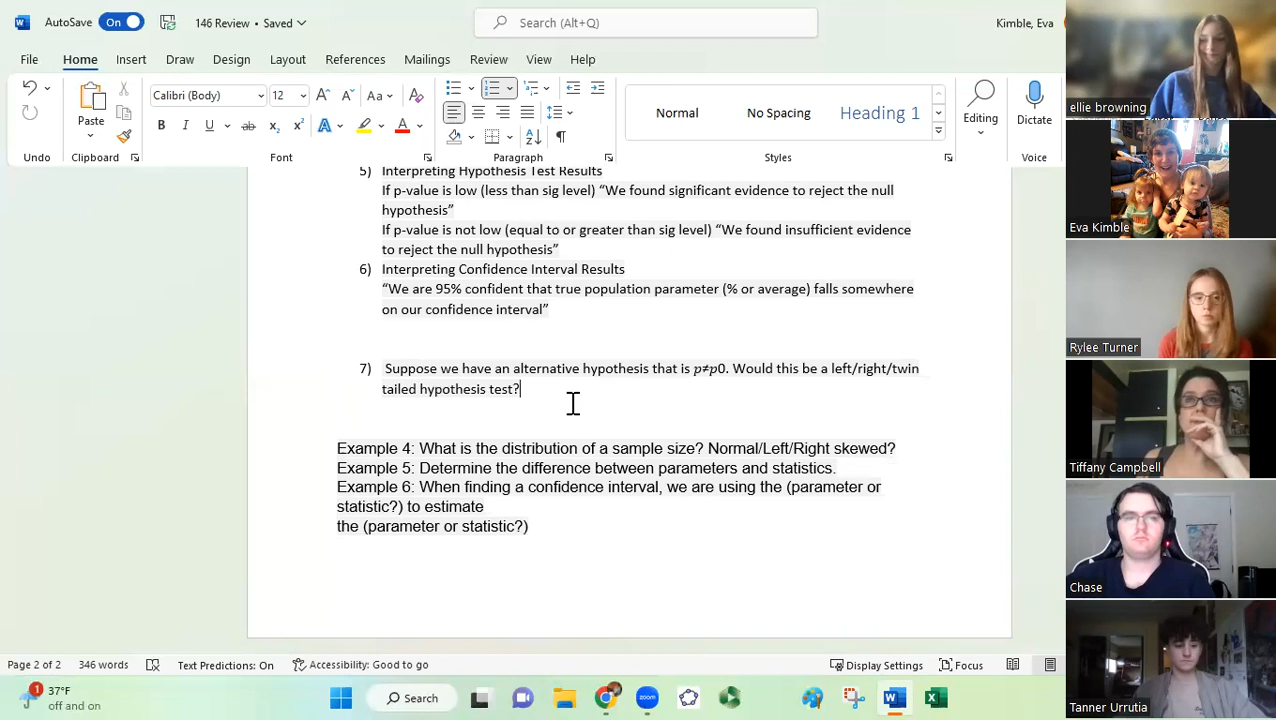 AutoSave On 146 Review • Saved Search (Alt+Q) Kimble, Eva
File Home Insert Draw Design Layout References Mailings Review View Help
Calibri (Body) 12 Aa
Normal No Spacing Heading 1
Paste Editing Dictate
B I U ab x₂ x² A A
Undo Clipboard Font Paragraph Styles Voice
5) Interpreting Hypothesis Test Results
If p-value is low (less than sig level) “We found significant evidence to reject the null
hypothesis”
If p-value is not low (equal to or greater than sig level) “We found insufficient evidence
to reject the null hypothesis”
6) Interpreting Confidence Interval Results
“We are 95% confident that true population parameter (% or average) falls somewhere
on our confidence interval”
7) Suppose we have an alternative hypothesis that is p≠p0. Would this be a left/right/twin
tailed hypothesis test?
Example 4: What is the distribution of a sample size? Normal/Left/Right skewed?
Example 5: Determine the difference between parameters and statistics.
Example 6: When finding a confidence interval, we are using the (parameter or
statistic?) to estimate
the (parameter or statistic?)
Page 2 of 2 346 words Text Predictions: On Accessibility: Good to go Display Settings Focus
1 37°F
off and on
Search
zoom
ellie browning
Eva Kimble
Rylee Turner
Tiffany Campbell
Chase
Tanner Urrutia